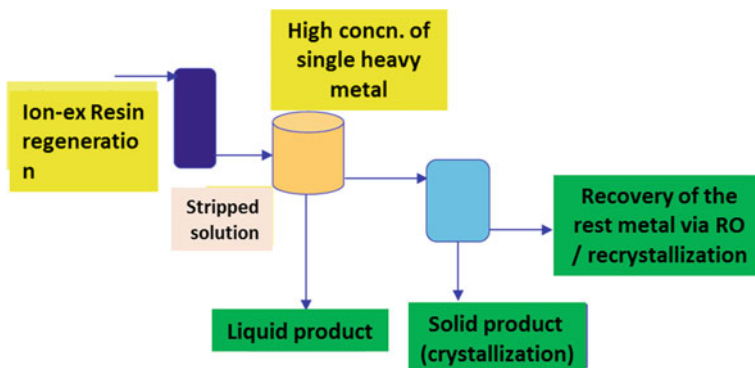 High concn. of
single heavy
metal
Ion-ex Resin
regeneratio
n
Stripped
solution
Recovery of the
rest metal via RO
/ recrystallization
Liquid product
Solid product
(crystallization)